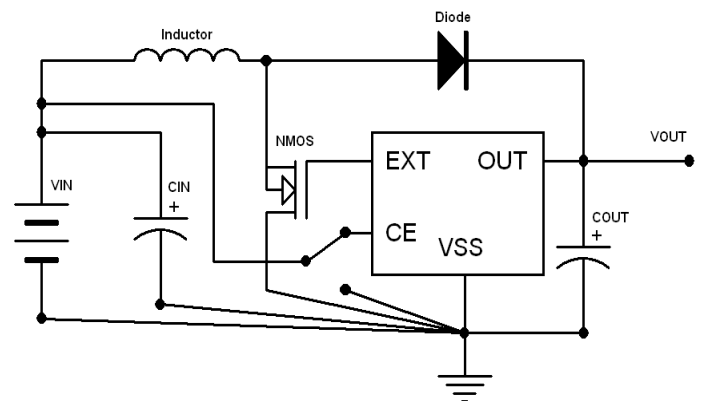 Diode
Inductor
NMOS
VOUT
EXT
OUT
VIN
CIN
+
CE
COUT
+
VSS